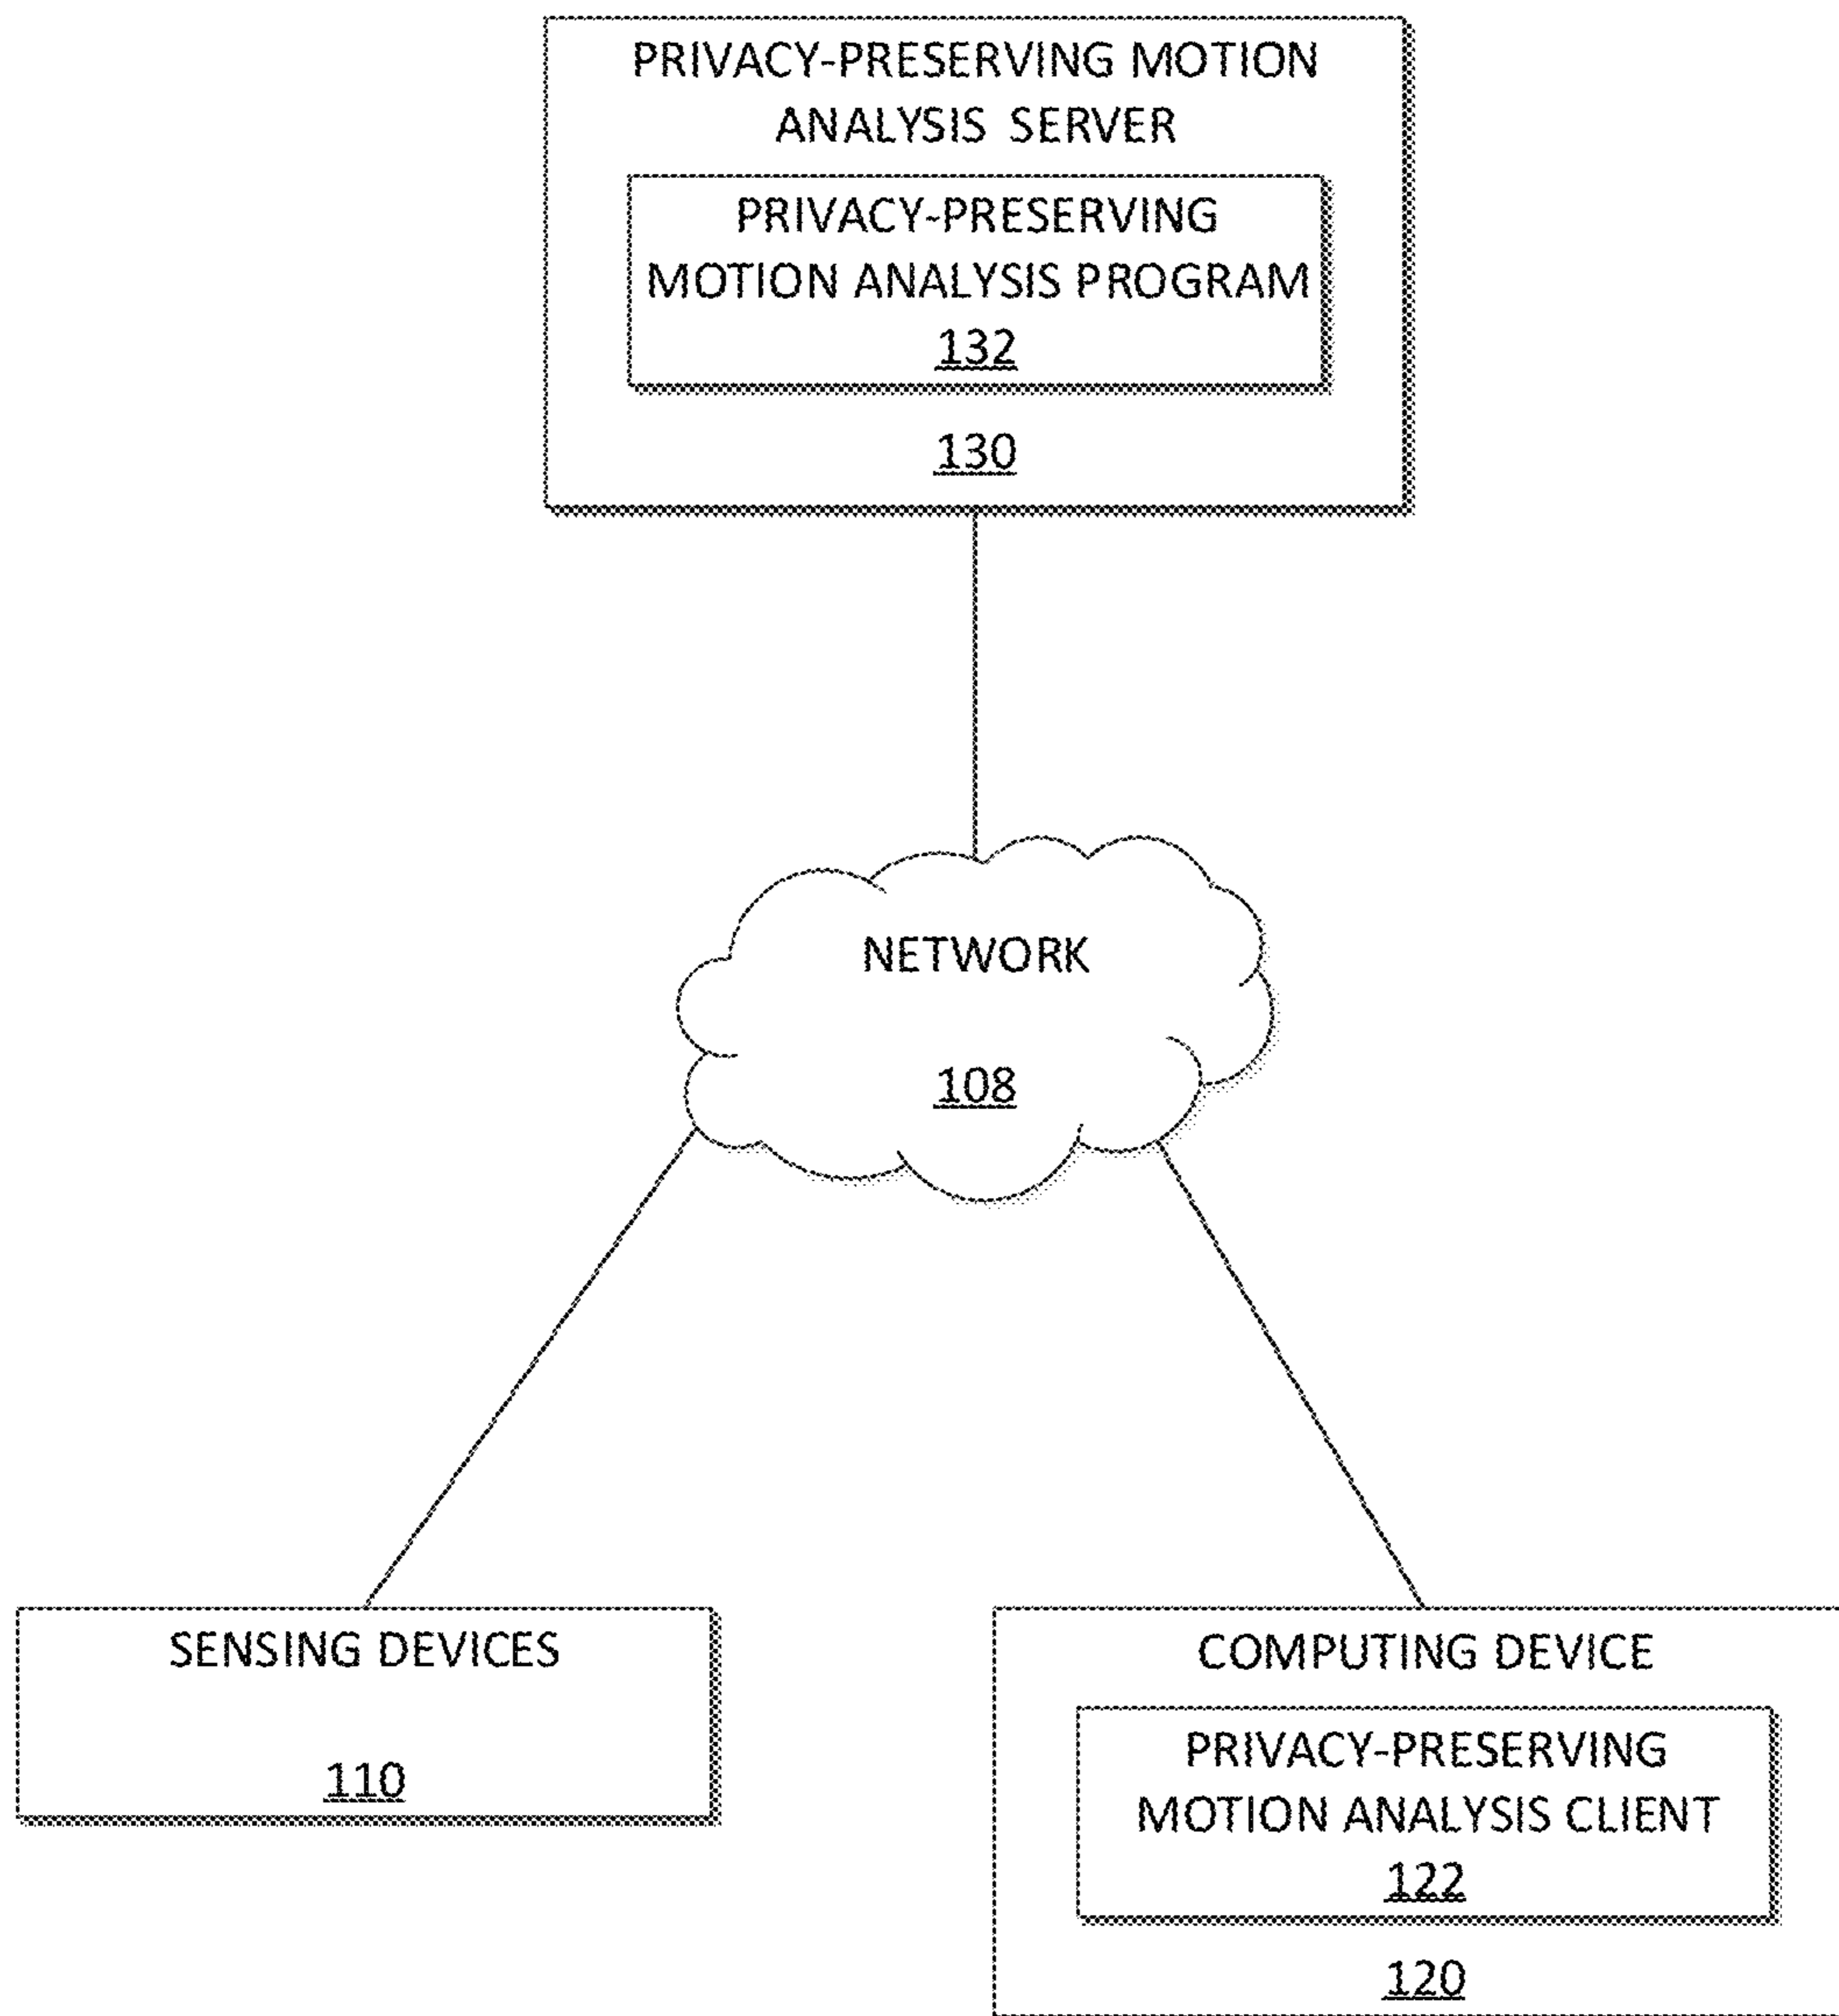 PRIVACY-PRESERVING MOTION
ANALYSIS SERVER
PRIVACY-PRESERVING
MOTION ANALYSIS PROGRAM
132
130
NETWORK
108
SENSING DEVICES
110
COMPUTING DEVICE
PRIVACY-PRESERVING
MOTION ANALYSIS CLIENT
122
120